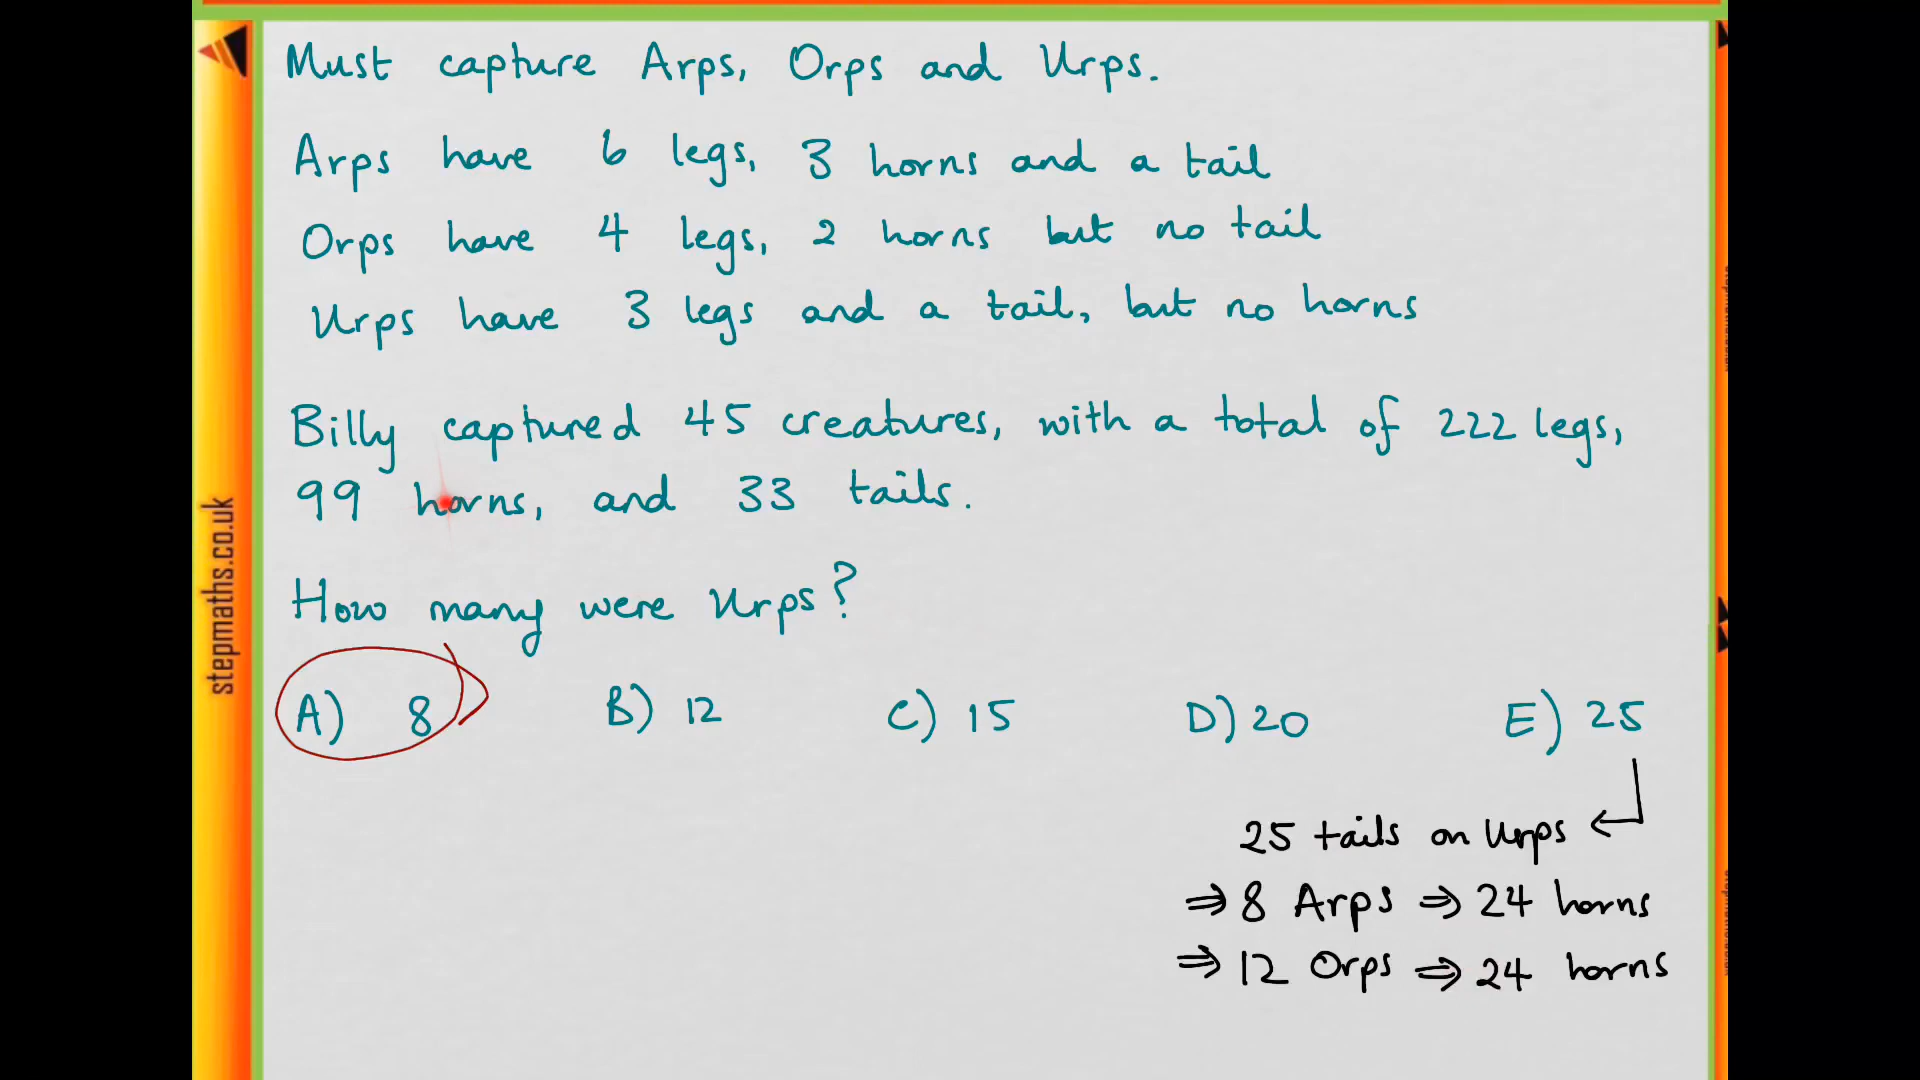 Must capture Arps, Orps and Urps.
Arps have 6 legs, 3 horns and a tail
Orps have 4 legs, 2 horns but no tail
Urps have 3 legs and a tail, but no horns
Billy captured 45 creatures, with a total of 222 legs,
99 horns, and 33 tails.
How many were Urps?
A) 8 B) 12 C) 15 D) 20 E) 25
25 tails on Urps ←
⇒ 8 Arps ⇒ 24 horns
⇒ 12 Orps ⇒ 24 horns
stepmaths.co.uk